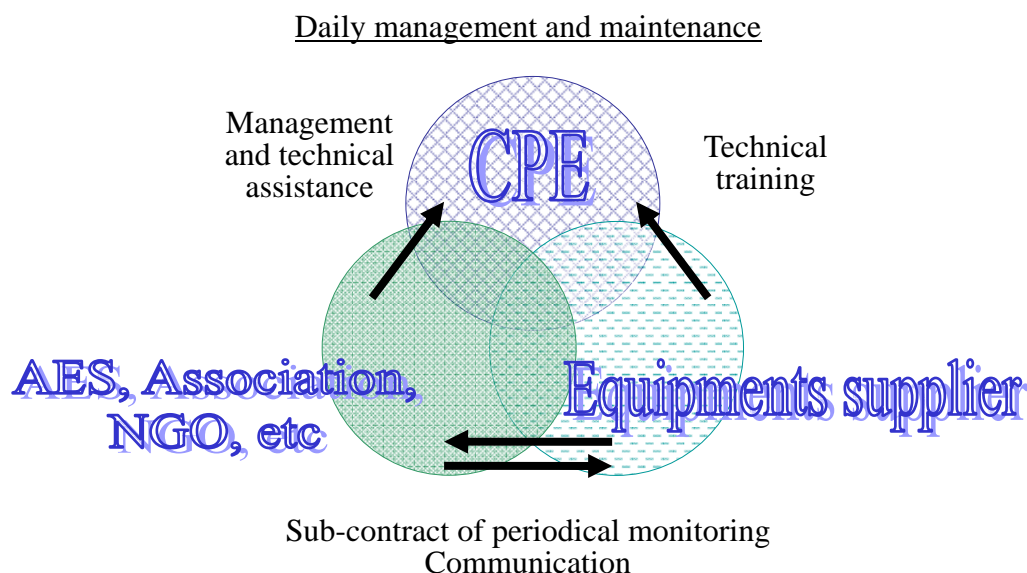 Daily management and maintenance
Management
and technical
assistance
CPE
Technical
training
AES, Association,
NGO, etc
Equipments supplier
Sub-contract of periodical monitoring
Communication